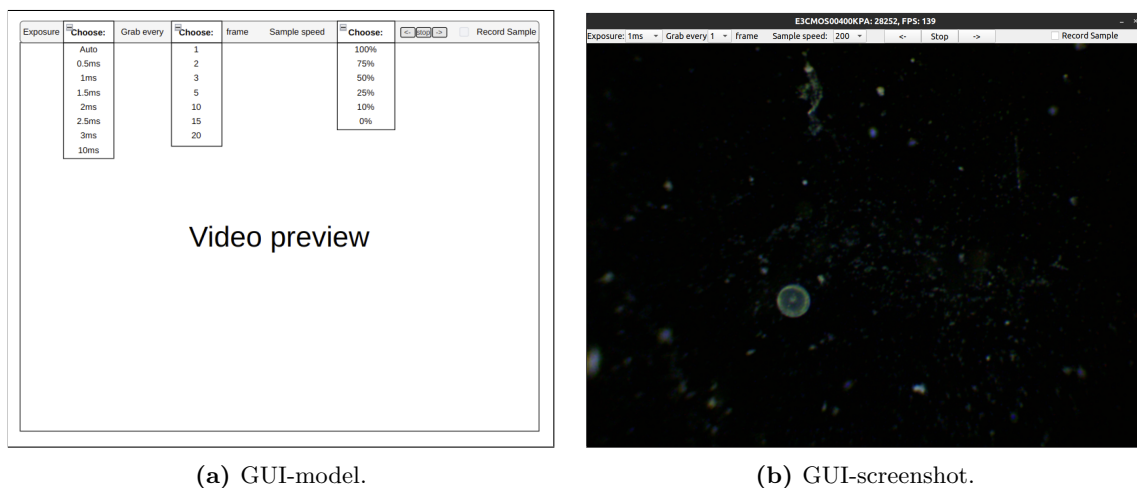 Exposure Choose: Grab every Choose: frame Sample speed Choose: <- stop -> Record Sample
Auto 1 100%
0.5ms 2 75%
1ms 3 50%
1.5ms 5 25%
2ms 10 10%
2.5ms 15 0%
3ms 20
10ms
Video preview
(a) GUI-model.
E3CMOS00400KPA: 28252, FPS: 139
Exposure: 1ms Grab every 1 frame Sample speed: 200 <- Stop -> Record Sample
(b) GUI-screenshot.